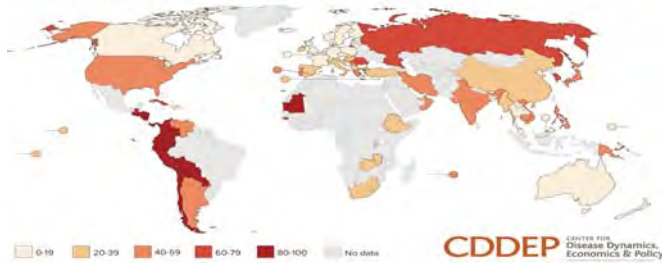 0-19 20-39 40-59 60-79 80-100 No data
CDDEP
CENTER FOR
Disease Dynamics,
Economics & Policy